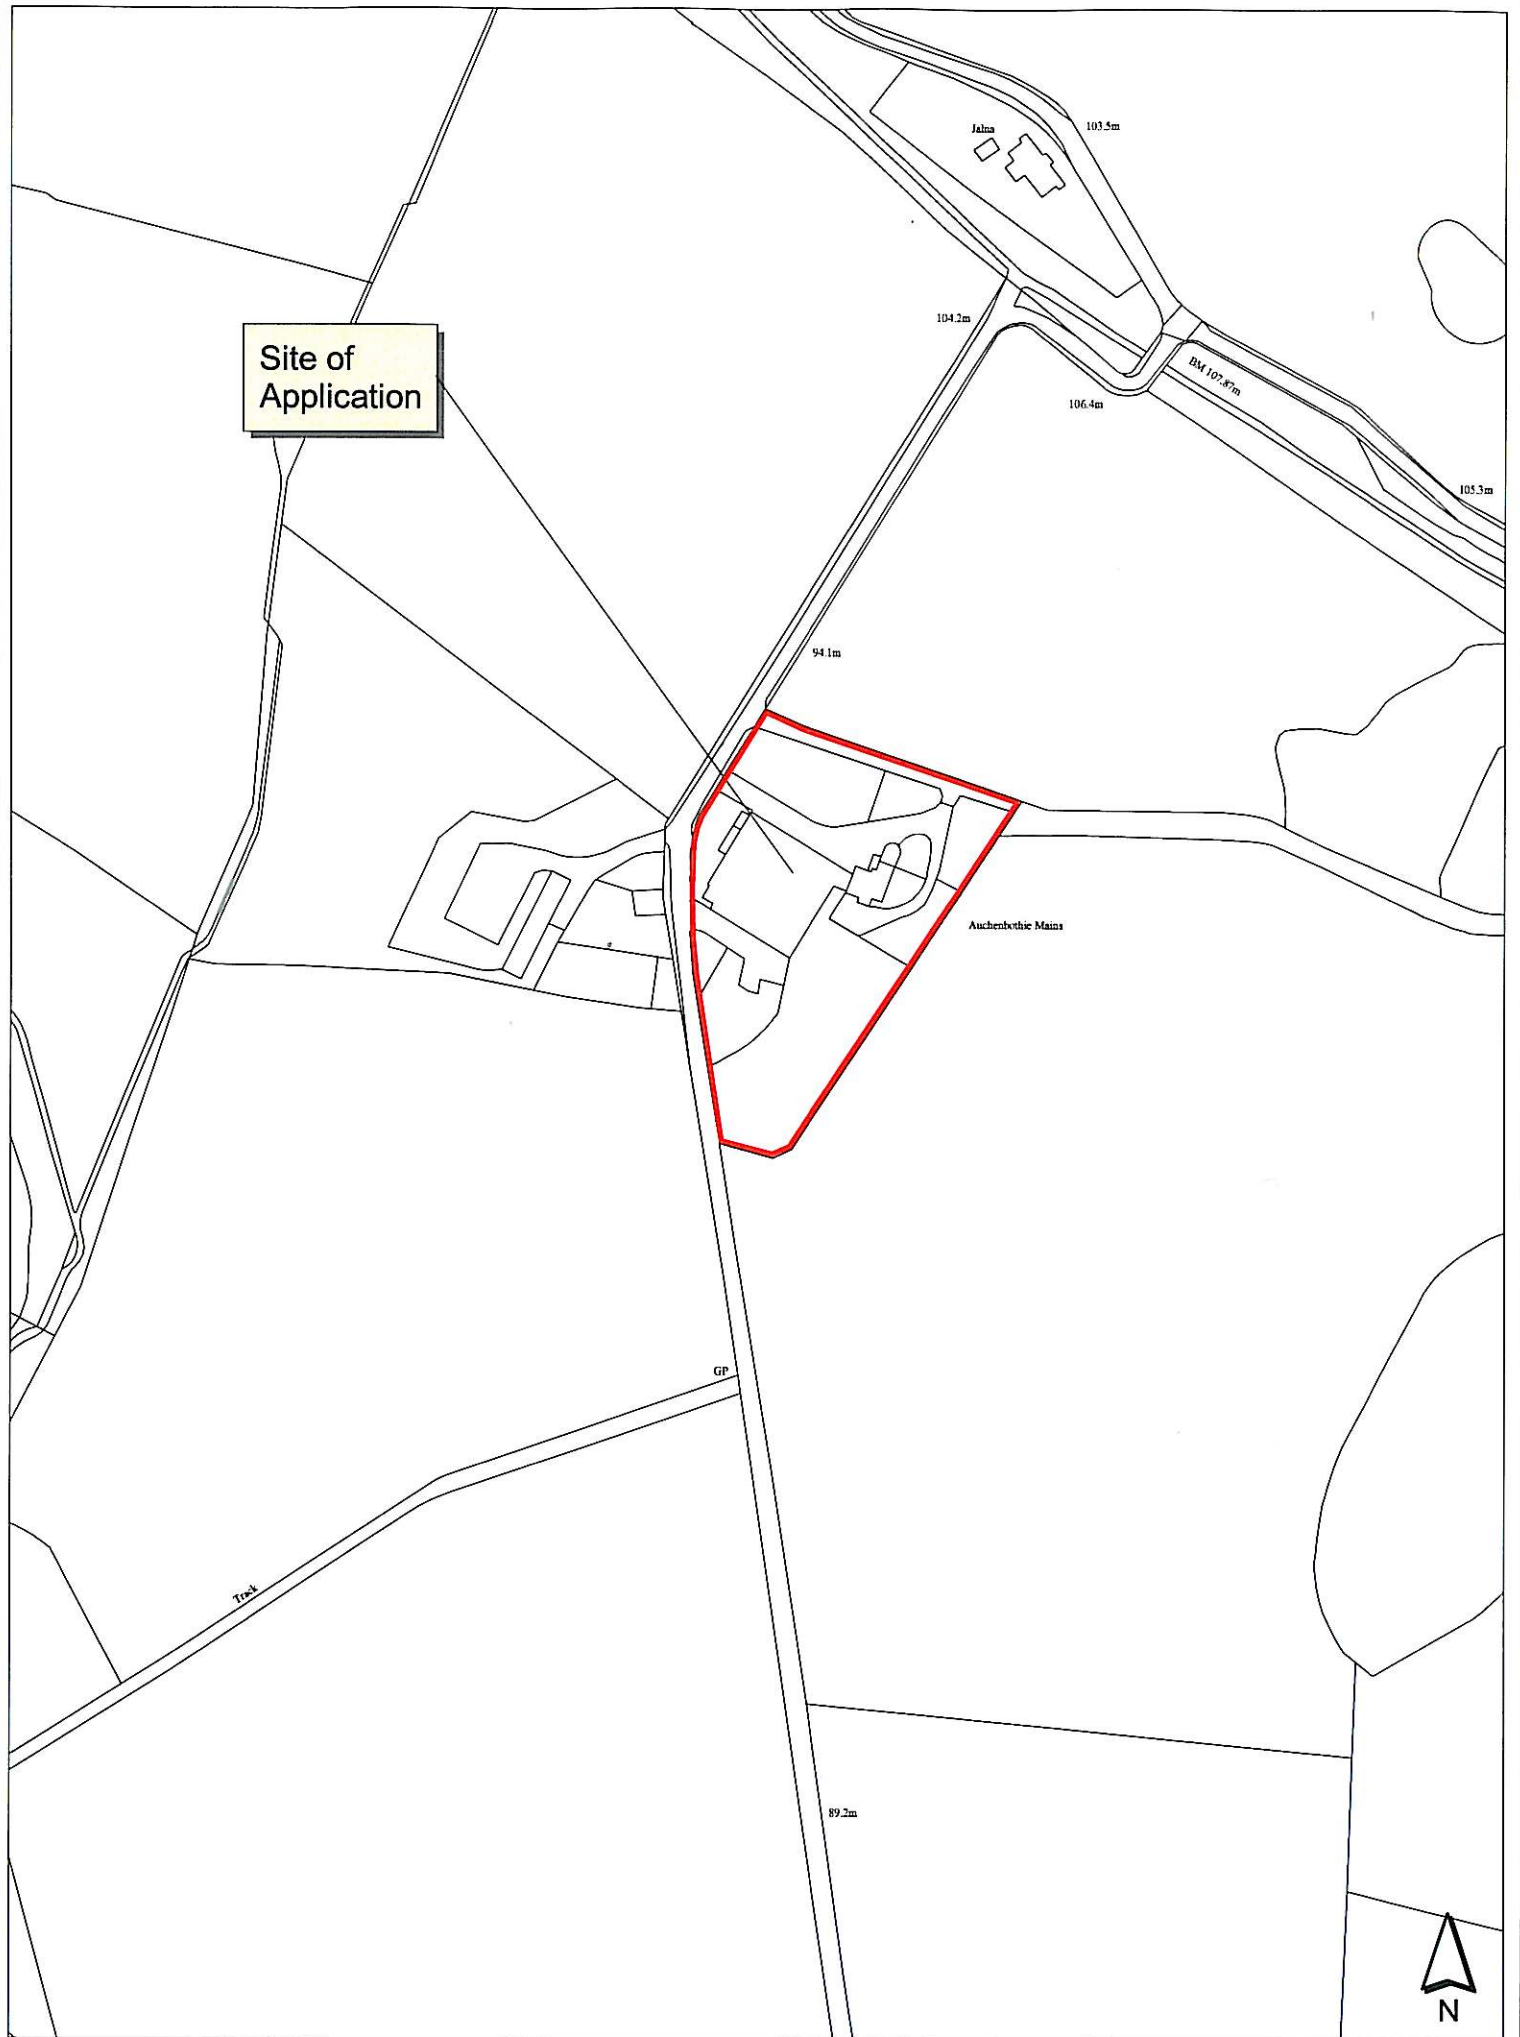 Jalna
103.5m
104.2m
BM 107.87m
Site of
Application
106.4m
105.3m
94.1m
Auchenbothie Mains
GP
Track
89.2m
N